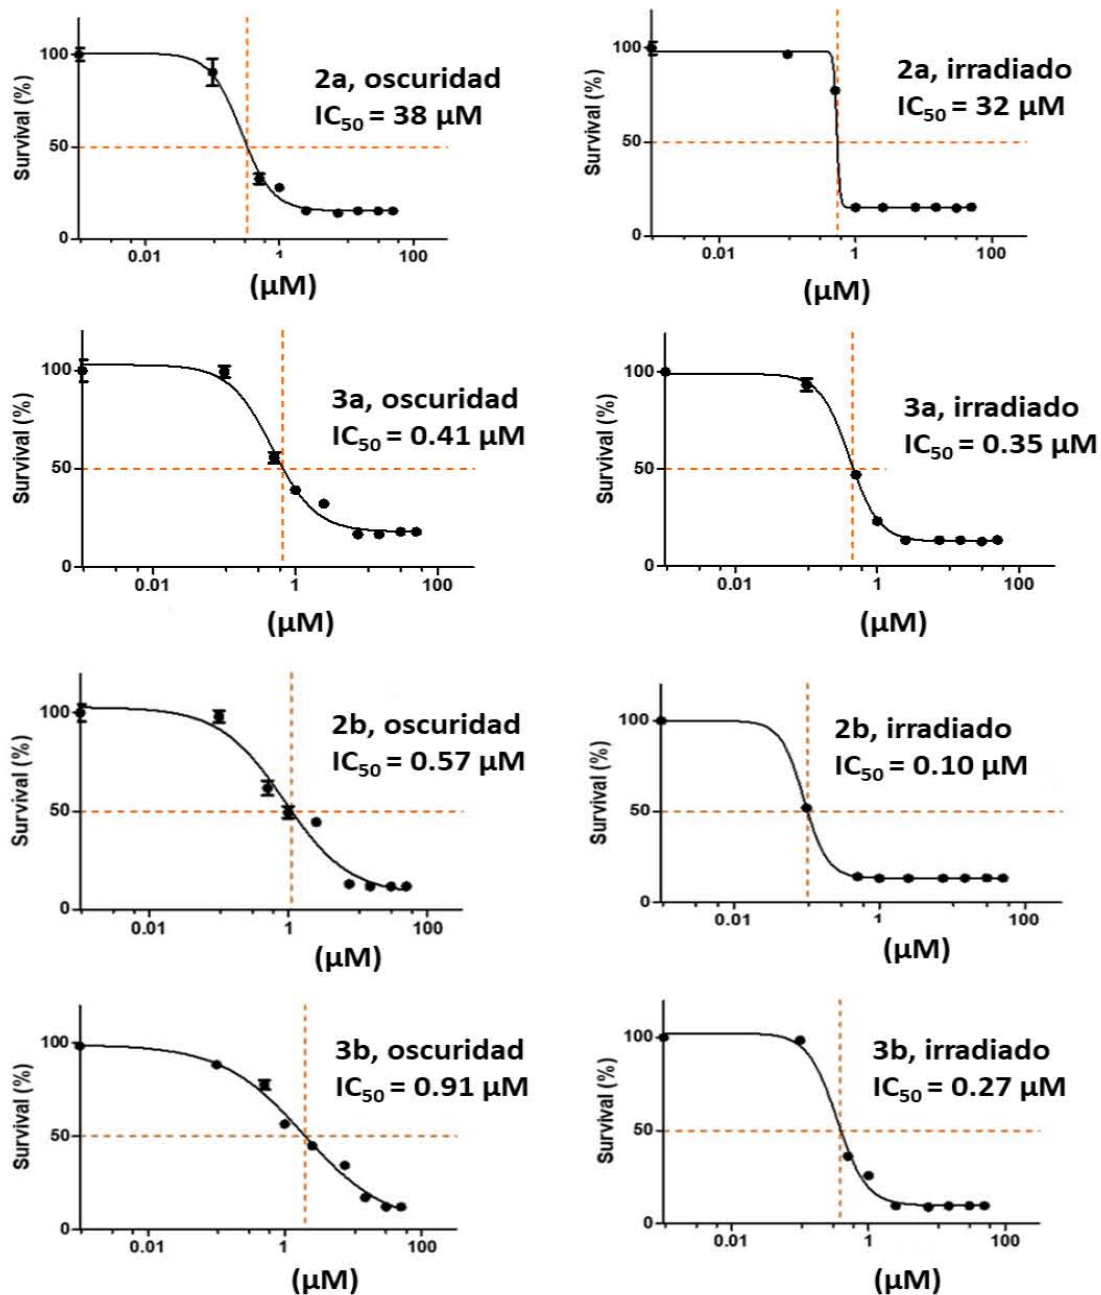 Survival (%)
100
50
0
0.01
1
100
(µM)
2a, oscuridad
IC50 = 38 µM
Survival (%)
100
50
0
0.01
1
100
(µM)
2a, irradiado
IC50 = 32 µM
Survival (%)
100
50
0
0.01
1
100
(µM)
3a, oscuridad
IC50 = 0.41 µM
Survival (%)
100
50
0
0.01
1
100
(µM)
3a, irradiado
IC50 = 0.35 µM
Survival (%)
100
50
0
0.01
1
100
(µM)
2b, oscuridad
IC50 = 0.57 µM
Survival (%)
100
50
0
0.01
1
100
(µM)
2b, irradiado
IC50 = 0.10 µM
Survival (%)
100
50
0
0.01
1
100
(µM)
3b, oscuridad
IC50 = 0.91 µM
Survival (%)
100
50
0
0.01
1
100
(µM)
3b, irradiado
IC50 = 0.27 µM